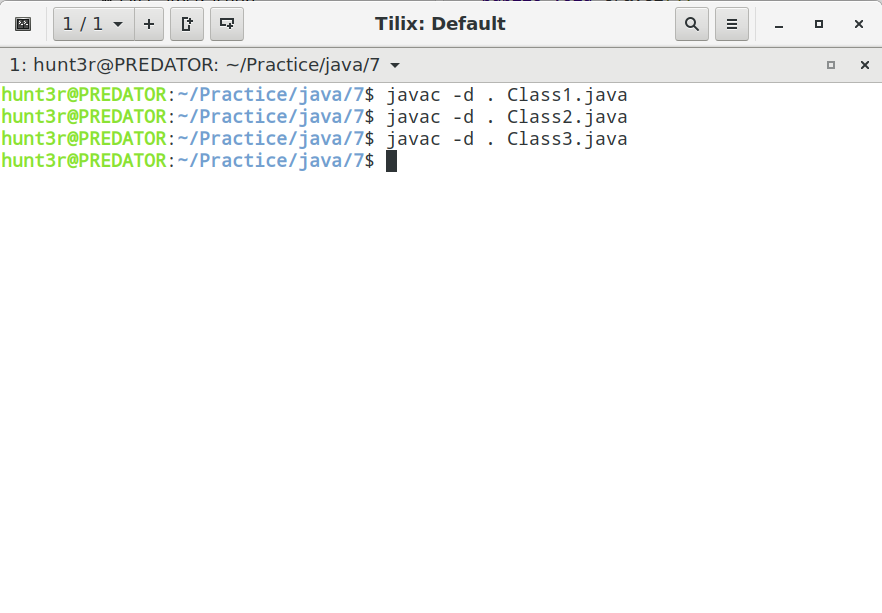 1 / 1
Tilix: Default
1: hunt3r@PREDATOR: ~/Practice/java/7
hunt3r@PREDATOR:~/Practice/java/7$ javac -d . Class1.java
hunt3r@PREDATOR:~/Practice/java/7$ javac -d . Class2.java
hunt3r@PREDATOR:~/Practice/java/7$ javac -d . Class3.java
hunt3r@PREDATOR:~/Practice/java/7$